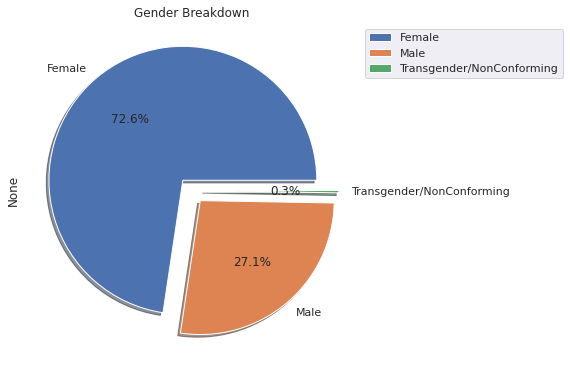 Gender Breakdown
Female
Male
Transgender/NonConforming
Female
72.6%
None
0.3%
Transgender/NonConforming
27.1%
Male